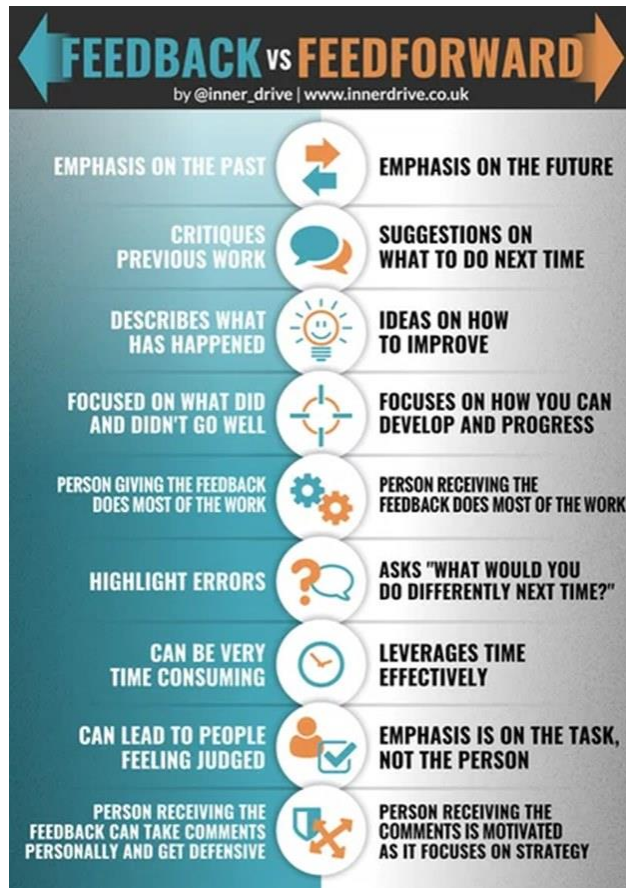 FEEDBACK VS FEEDFORWARD
by @inner_drive | www.innerdrive.co.uk
EMPHASIS ON THE PAST
EMPHASIS ON THE FUTURE
CRITIQUES
PREVIOUS WORK
SUGGESTIONS ON
WHAT TO DO NEXT TIME
DESCRIBES WHAT
HAS HAPPENED
IDEAS ON HOW
TO IMPROVE
FOCUSED ON WHAT DID
AND DIDN'T GO WELL
FOCUSES ON HOW YOU CAN
DEVELOP AND PROGRESS
PERSON GIVING THE FEEDBACK
DOES MOST OF THE WORK
PERSON RECEIVING THE
FEEDBACK DOES MOST OF THE WORK
HIGHLIGHT ERRORS
ASKS "WHAT WOULD YOU
DO DIFFERENTLY NEXT TIME?"
CAN BE VERY
TIME CONSUMING
LEVERAGES TIME
EFFECTIVELY
CAN LEAD TO PEOPLE
FEELING JUDGED
EMPHASIS IS ON THE TASK,
NOT THE PERSON
PERSON RECEIVING THE
FEEDBACK CAN TAKE COMMENTS
PERSONALLY AND GET DEFENSIVE
PERSON RECEIVING THE
COMMENTS IS MOTIVATED
AS IT FOCUSES ON STRATEGY